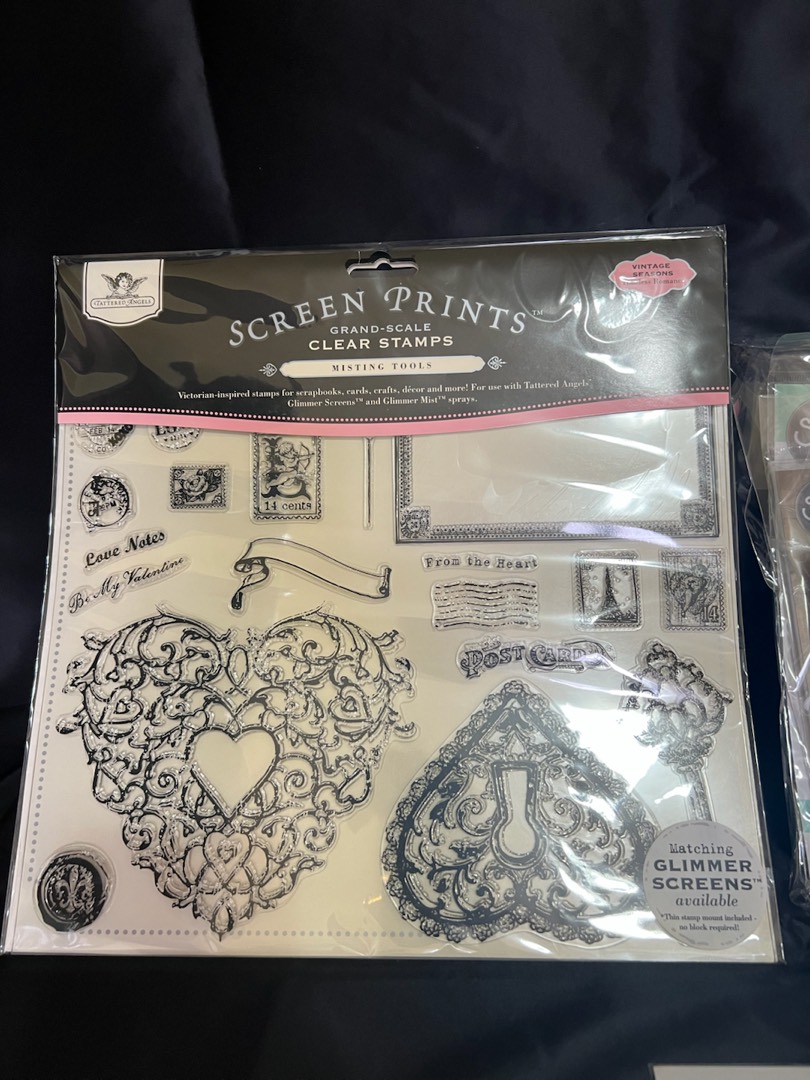 TATTERED ANGELS
VINTAGE
SEASONS
SCREEN PRINTS™
GRAND-SCALE
CLEAR STAMPS
MISTING TOOLS
Victorian-inspired stamps for scrapbooks, cards, crafts, décor and more! For use with Tattered Angels'
Glimmer Screens™ and Glimmer Mist™ sprays.
14 cents
Love Notes
Be My Valentine
From the Heart
14
POST CARD
Matching
GLIMMER
SCREENS™
available
*Thin stamp mount included -
no block required!